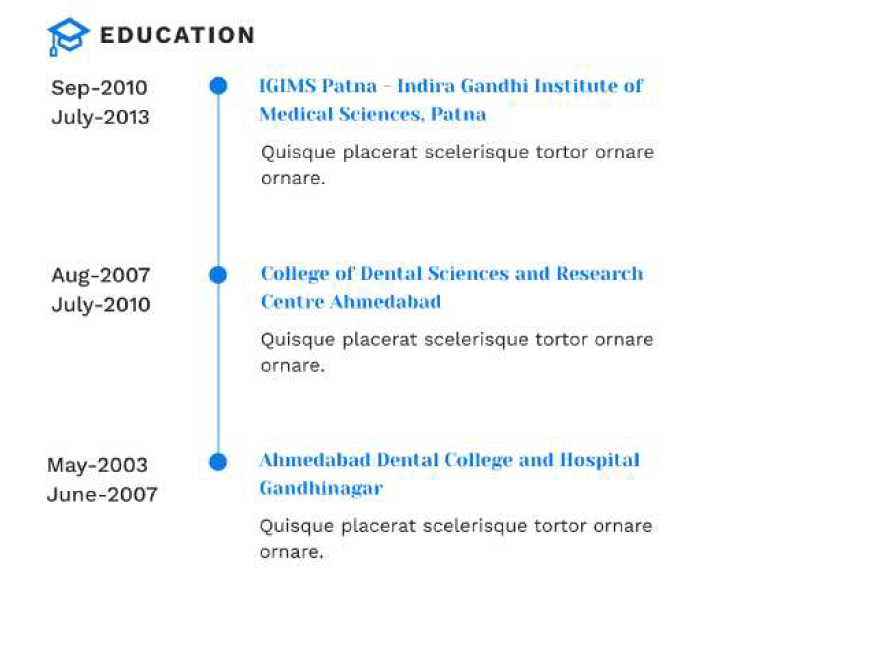 EDUCATION
Sep-2010
July-2013
IGIMS Patna - Indira Gandhi Institute of
Medical Sciences, Patna
Quisque placerat scelerisque tortor ornare
ornare.
Aug-2007
July-2010
College of Dental Sciences and Research
Centre Ahmedabad
Quisque placerat scelerisque tortor ornare
ornare.
May-2003
June-2007
Ahmedabad Dental College and Hospital
Gandhinagar
Quisque placerat scelerisque tortor ornare
ornare.